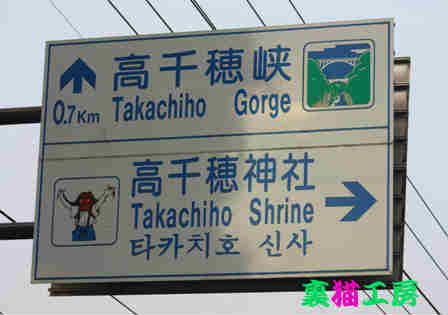 高千穂峡
0.7Km Takachiho Gorge
高千穂神社
Takachiho Shrine
타카치호 신사
裏猫工房